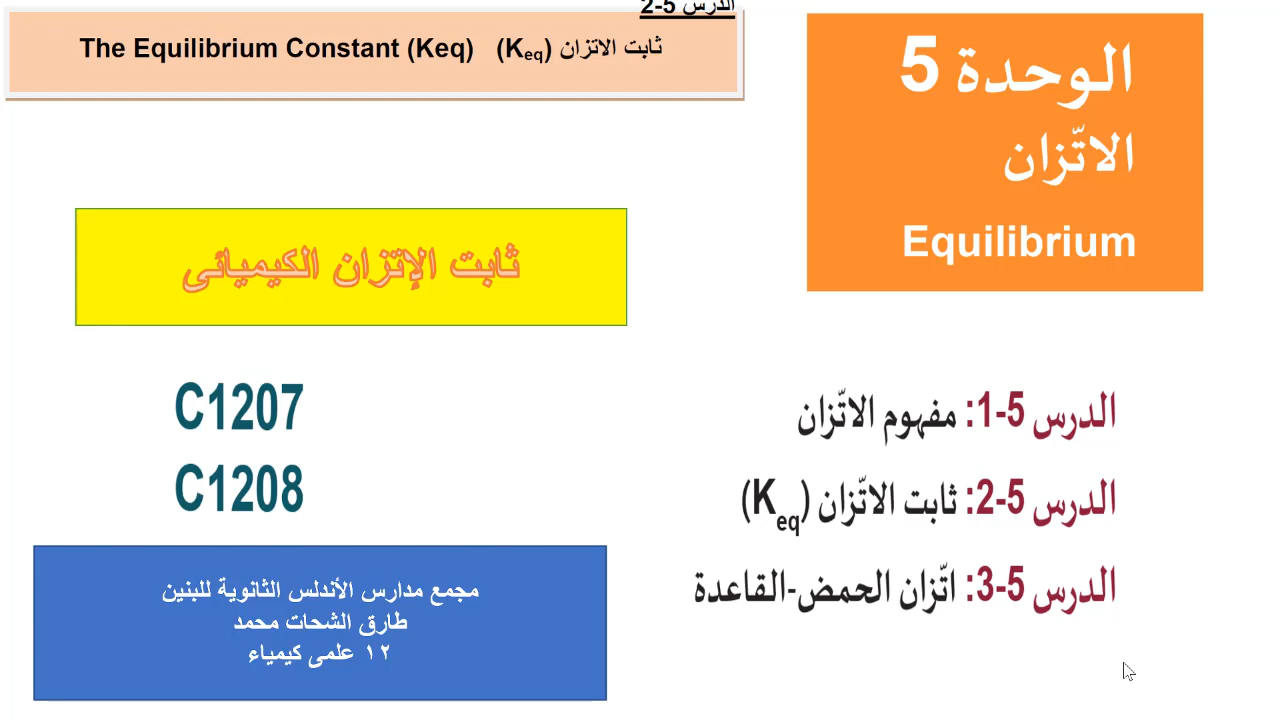 الدرس 5-2
The Equilibrium Constant (Keq) (Keq) ثابت الاتزان
الوحدة 5
الاتّزان
Equilibrium
ثابت الإتزان الكيميائى
C1207
C1208
الدرس 5-1: مفهوم الاتّزان
الدرس 5-2: ثابت الاتّزان (Keq)
الدرس 5-3: اتّزان الحمض-القاعدة
مجمع مدارس الأندلس الثانوية للبنين
طارق الشحات محمد
١٢ علمى كيمياء